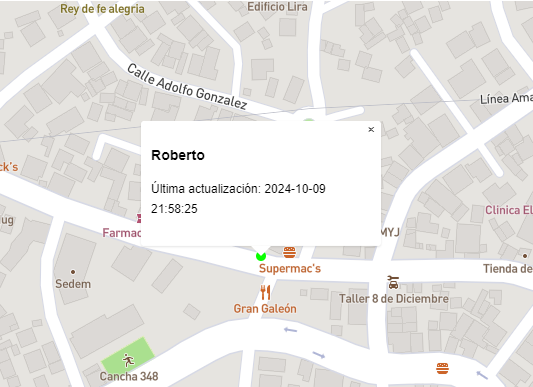 Rey de fe alegria
Edificio Lira
Calle Adolfo Gonzalez
Línea Ama
×
Roberto
Última actualización: 2024-10-09
21:58:25
ck's
Clinica El
ug
Farmac
MYJ
Supermac's
Tienda de
Sedem
Gran Galeón
Taller 8 de Diciembre
Cancha 348